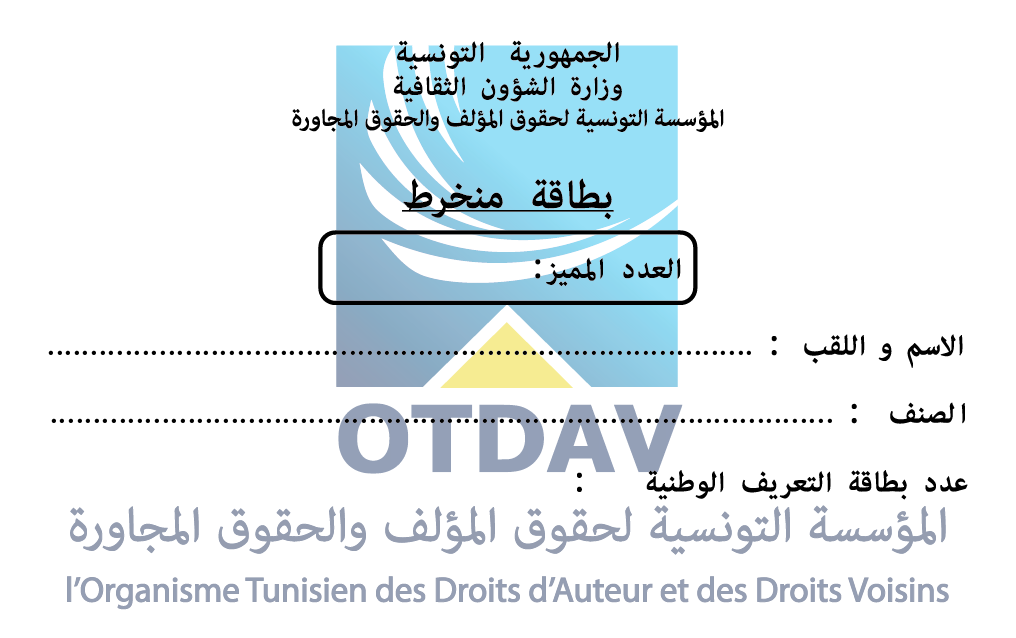 الجمهورية التونسية
وزارة الشؤون الثقافية
المؤسسة التونسية لحقوق المؤلف والحقوق المجاورة
بطاقة منخرط
العدد المميز:
الاسم و اللقب : ...........................................................................
الصنف : ...................................................................................
OTDAV
عدد بطاقة التعريف الوطنية :
المؤسسة التونسية لحقوق المؤلف والحقوق المجاورة
l'Organisme Tunisien des Droits d'Auteur et des Droits Voisins